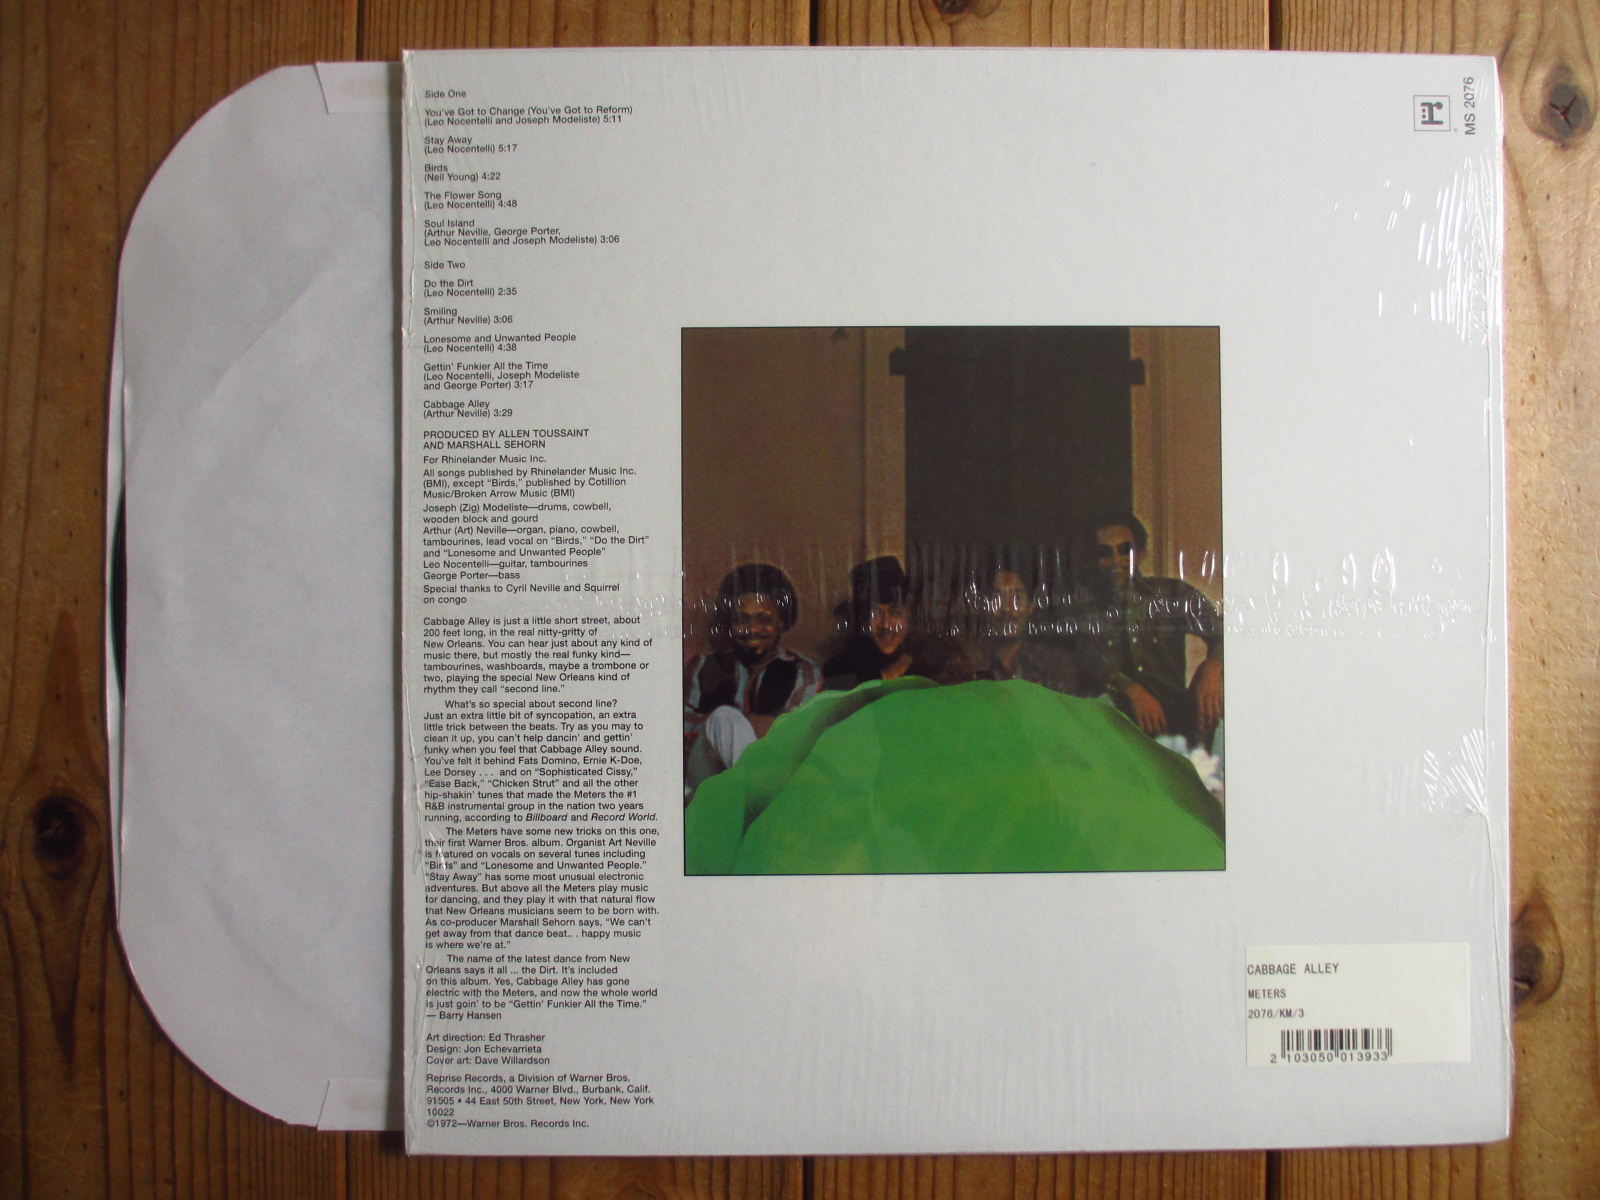 Side One
You've Got to Change (You've Got to Reform)
(Leo Nocentelli and Joseph Modeliste) 5:11
Stay Away
(Leo Nocentelli) 5:17
Birds
(Neil Young) 4:22
The Flower Song
(Leo Nocentelli) 4:48
Soul Island
(Arthur Neville, George Porter,
Leo Nocentelli and Joseph Modeliste) 3:06
Side Two
Do the Dirt
(Leo Nocentelli) 2:35
Smiling
(Arthur Neville) 3:06
Lonesome and Unwanted People
(Leo Nocentelli) 4:38
Gettin' Funkier All the Time
(Leo Nocentelli, Joseph Modeliste
and George Porter) 3:17
Cabbage Alley
(Arthur Neville) 3:29
PRODUCED BY ALLEN TOUSSAINT
AND MARSHALL SEHORN
For Rhinelander Music Inc.
All songs published by Rhinelander Music Inc.
(BMI), except “Birds,” published by Cotillion
Music/Broken Arrow Music (BMI)
Joseph (Zig) Modeliste—drums, cowbell,
wooden block and gourd
Arthur (Art) Neville—organ, piano, cowbell,
tambourines, lead vocal on “Birds,” “Do the Dirt”
and “Lonesome and Unwanted People”
Leo Nocentelli—guitar, tambourines
George Porter—bass
Special thanks to Cyril Neville and Squirrel
on congo
Cabbage Alley is just a little short street, about
200 feet long, in the real nitty-gritty of
New Orleans. You can hear just about any kind of
music there, but mostly the real funky kind—
tambourines, washboards, maybe a trombone or
two, playing the special New Orleans kind of
rhythm they call “second line.”
What's so special about second line?
Just an extra little bit of syncopation, an extra
little trick between the beats. Try as you may to
clean it up, you can't help dancin' and gettin'
funky when you feel that Cabbage Alley sound.
You've felt it behind Fats Domino, Ernie K-Doe,
Lee Dorsey . . . and on “Sophisticated Cissy,”
“Ease Back,” “Chicken Strut” and all the other
hip-shakin' tunes that made the Meters the #1
R&B instrumental group in the nation two years
running, according to Billboard and Record World.
The Meters have some new tricks on this one,
their first Warner Bros. album. Organist Art Neville
is featured on vocals on several tunes including
“Birds” and “Lonesome and Unwanted People.”
“Stay Away” has some most unusual electronic
adventures. But above all the Meters play music
for dancing, and they play it with that natural flow
that New Orleans musicians seem to be born with.
As co-producer Marshall Sehorn says, “We can't
get away from that dance beat.. . happy music
is where we're at.”
The name of the latest dance from New
Orleans says it all ... the Dirt. It's included
on this album. Yes, Cabbage Alley has gone
electric with the Meters, and now the whole world
is just goin' to be “Gettin' Funkier All the Time.”
— Barry Hansen
Art direction: Ed Thrasher
Design: Jon Echevarrieta
Cover art: Dave Willardson
Reprise Records, a Division of Warner Bros.
Records Inc., 4000 Warner Blvd., Burbank, Calif.
91505 • 44 East 50th Street, New York, New York
10022
©1972—Warner Bros. Records Inc.
:r
MS 2076
CABBAGE ALLEY
METERS
2076/KM/3
2 103050 013933